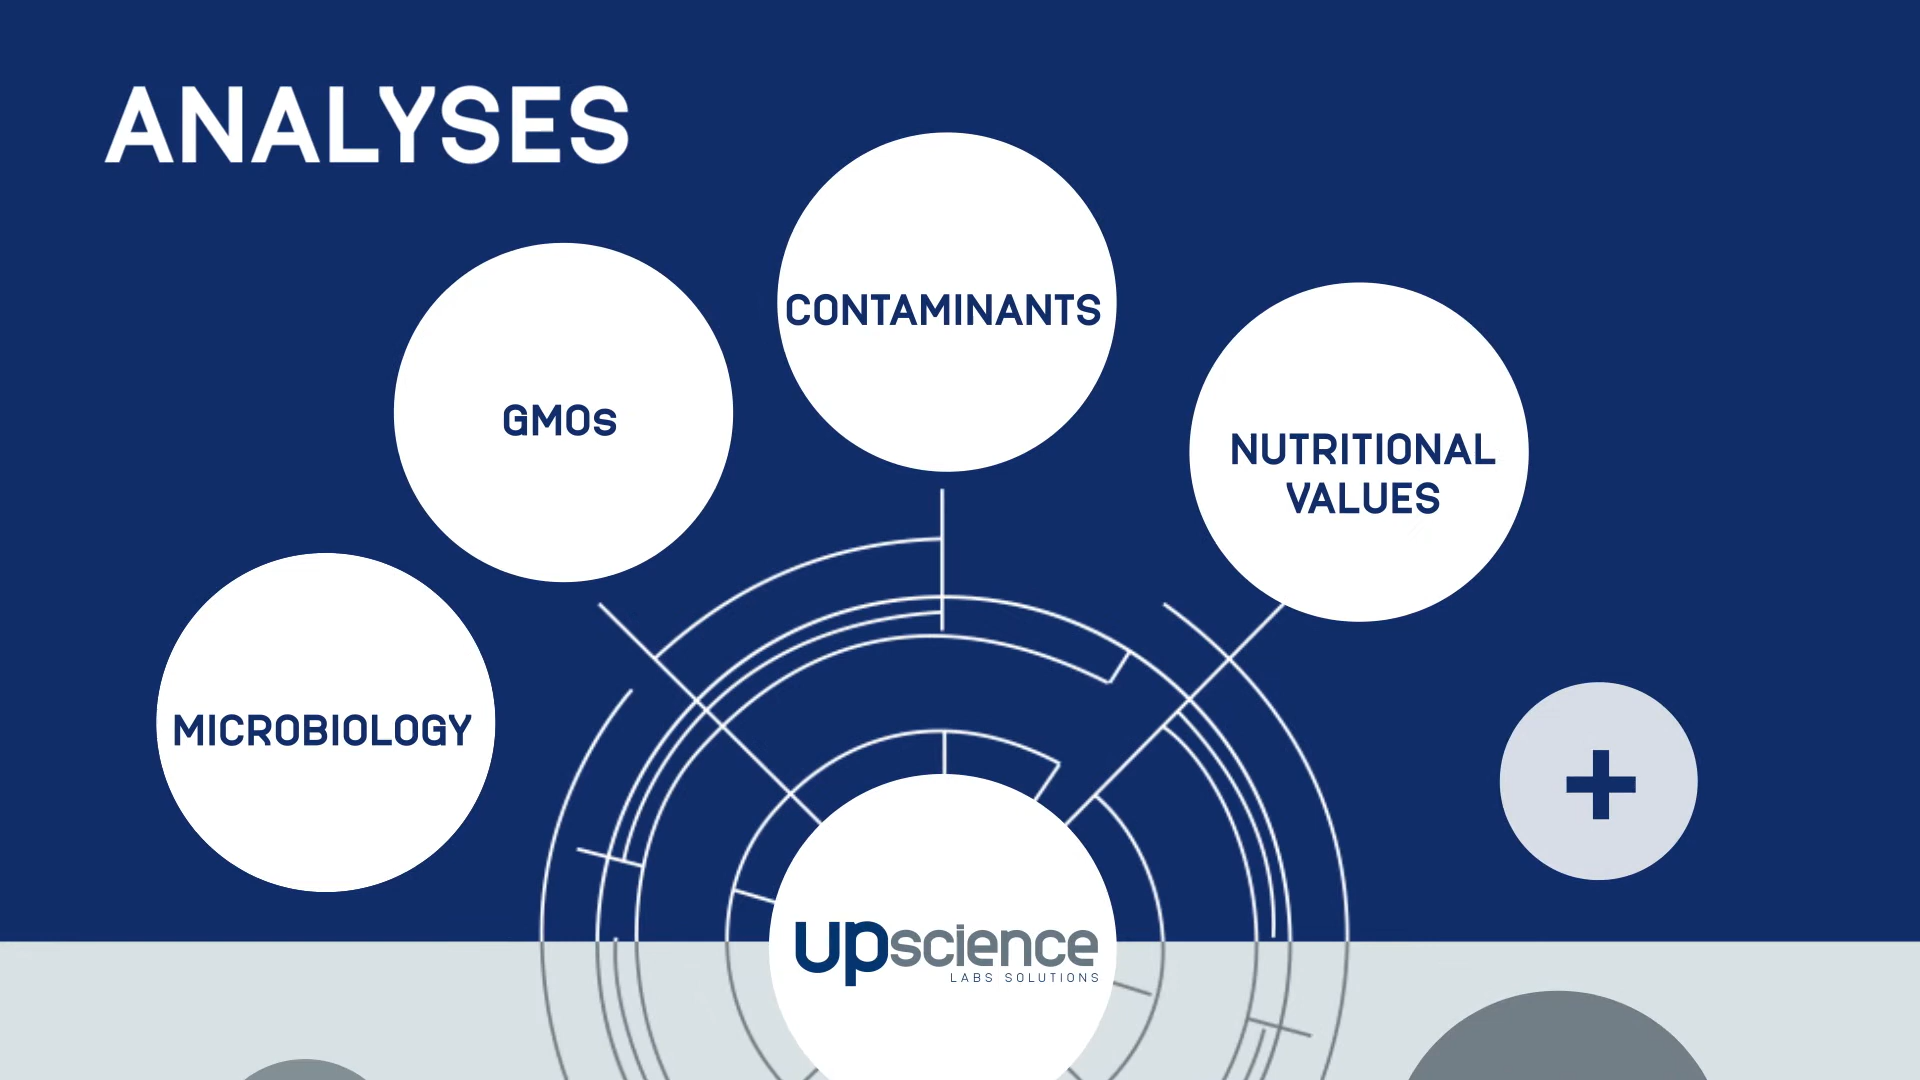 ANALYSES
CONTAMINANTS
GMOs
NUTRITIONAL
VALUES
MICROBIOLOGY
+
upscience
LABS SOLUTIONS